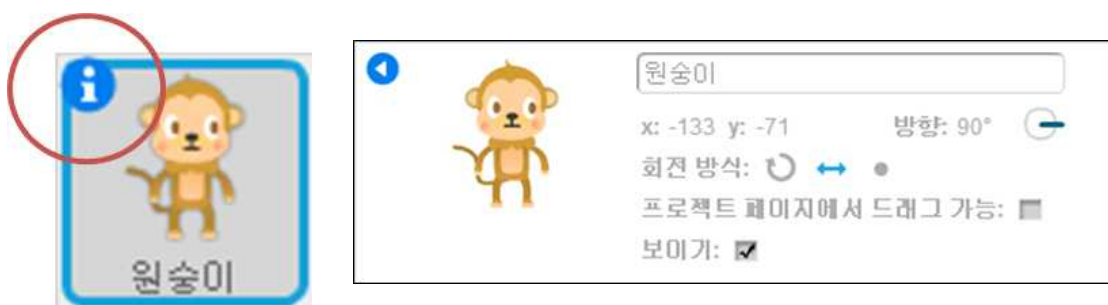 i
원숭이
원숭이
x: -133 y: -71 방향: 90°
회전 방식:
프로젝트 페이지에서 드래그 가능:
보이기: